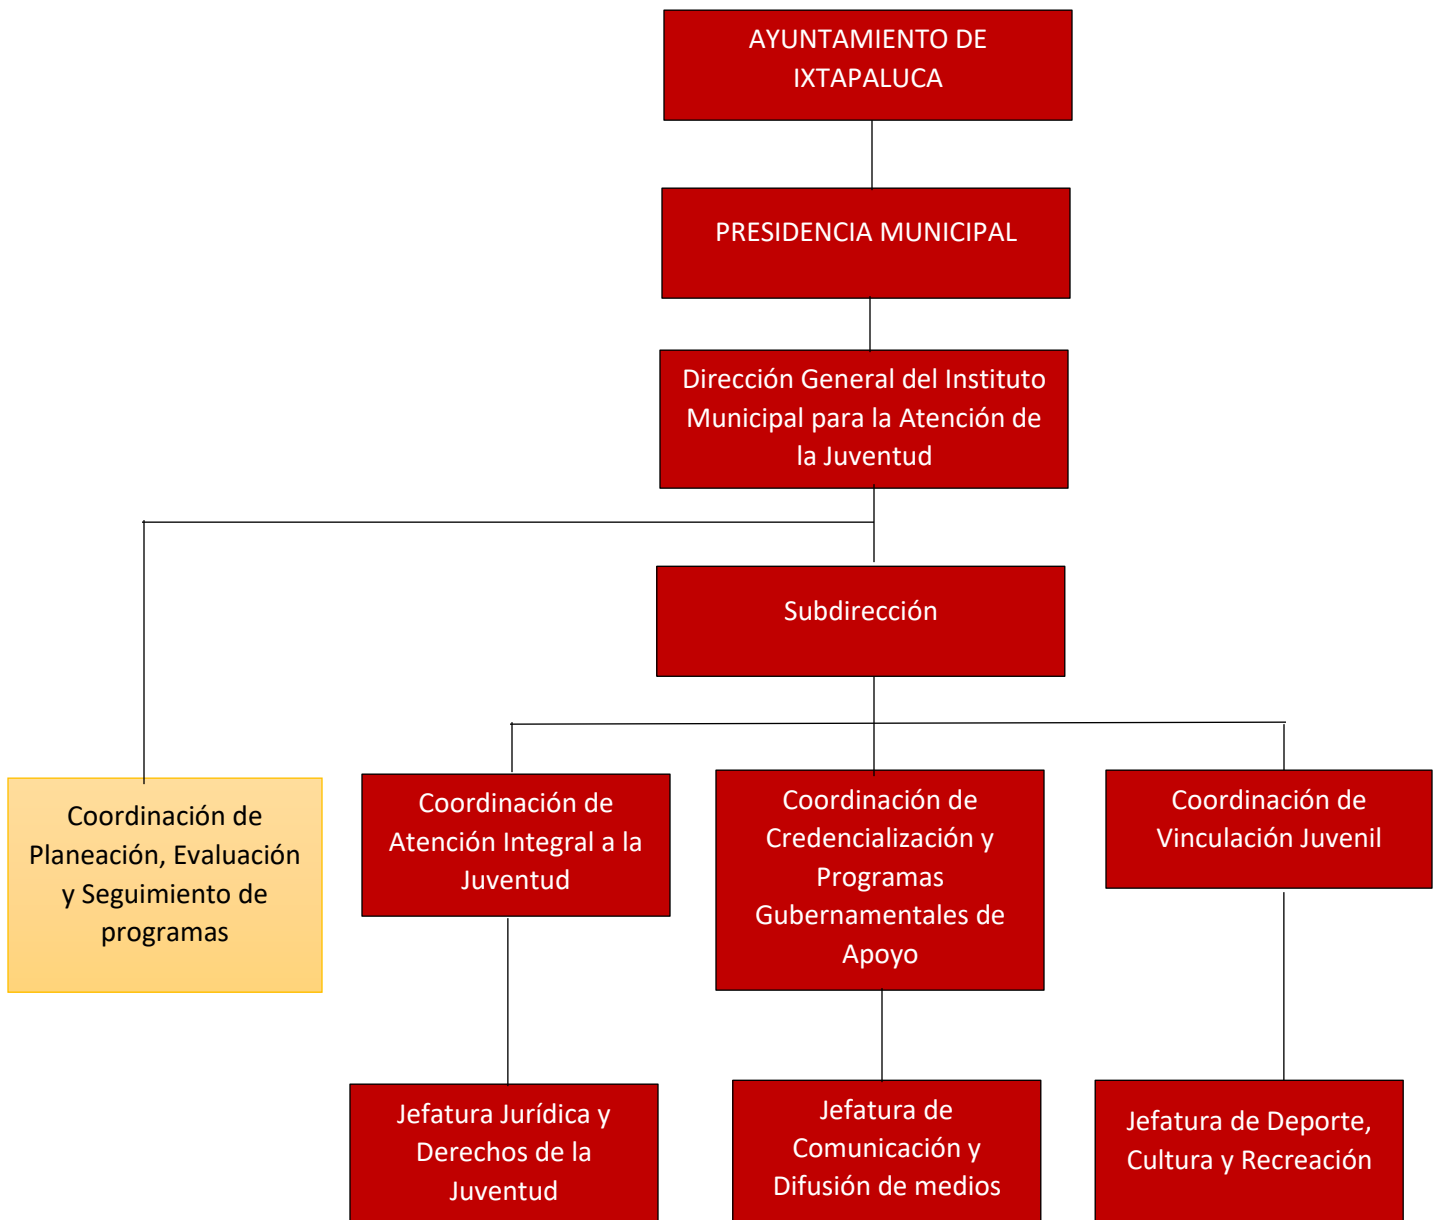 AYUNTAMIENTO DE
IXTAPALUCA
PRESIDENCIA MUNICIPAL
Dirección General del Instituto
Municipal para la Atención de
la Juventud
Subdirección
Coordinación de
Planeación, Evaluación
y Seguimiento de
programas
Coordinación de
Atención Integral a la
Juventud
Coordinación de
Credencialización y
Programas
Gubernamentales de
Apoyo
Coordinación de
Vinculación Juvenil
Jefatura Jurídica y
Derechos de la
Juventud
Jefatura de
Comunicación y
Difusión de medios
Jefatura de Deporte,
Cultura y Recreación